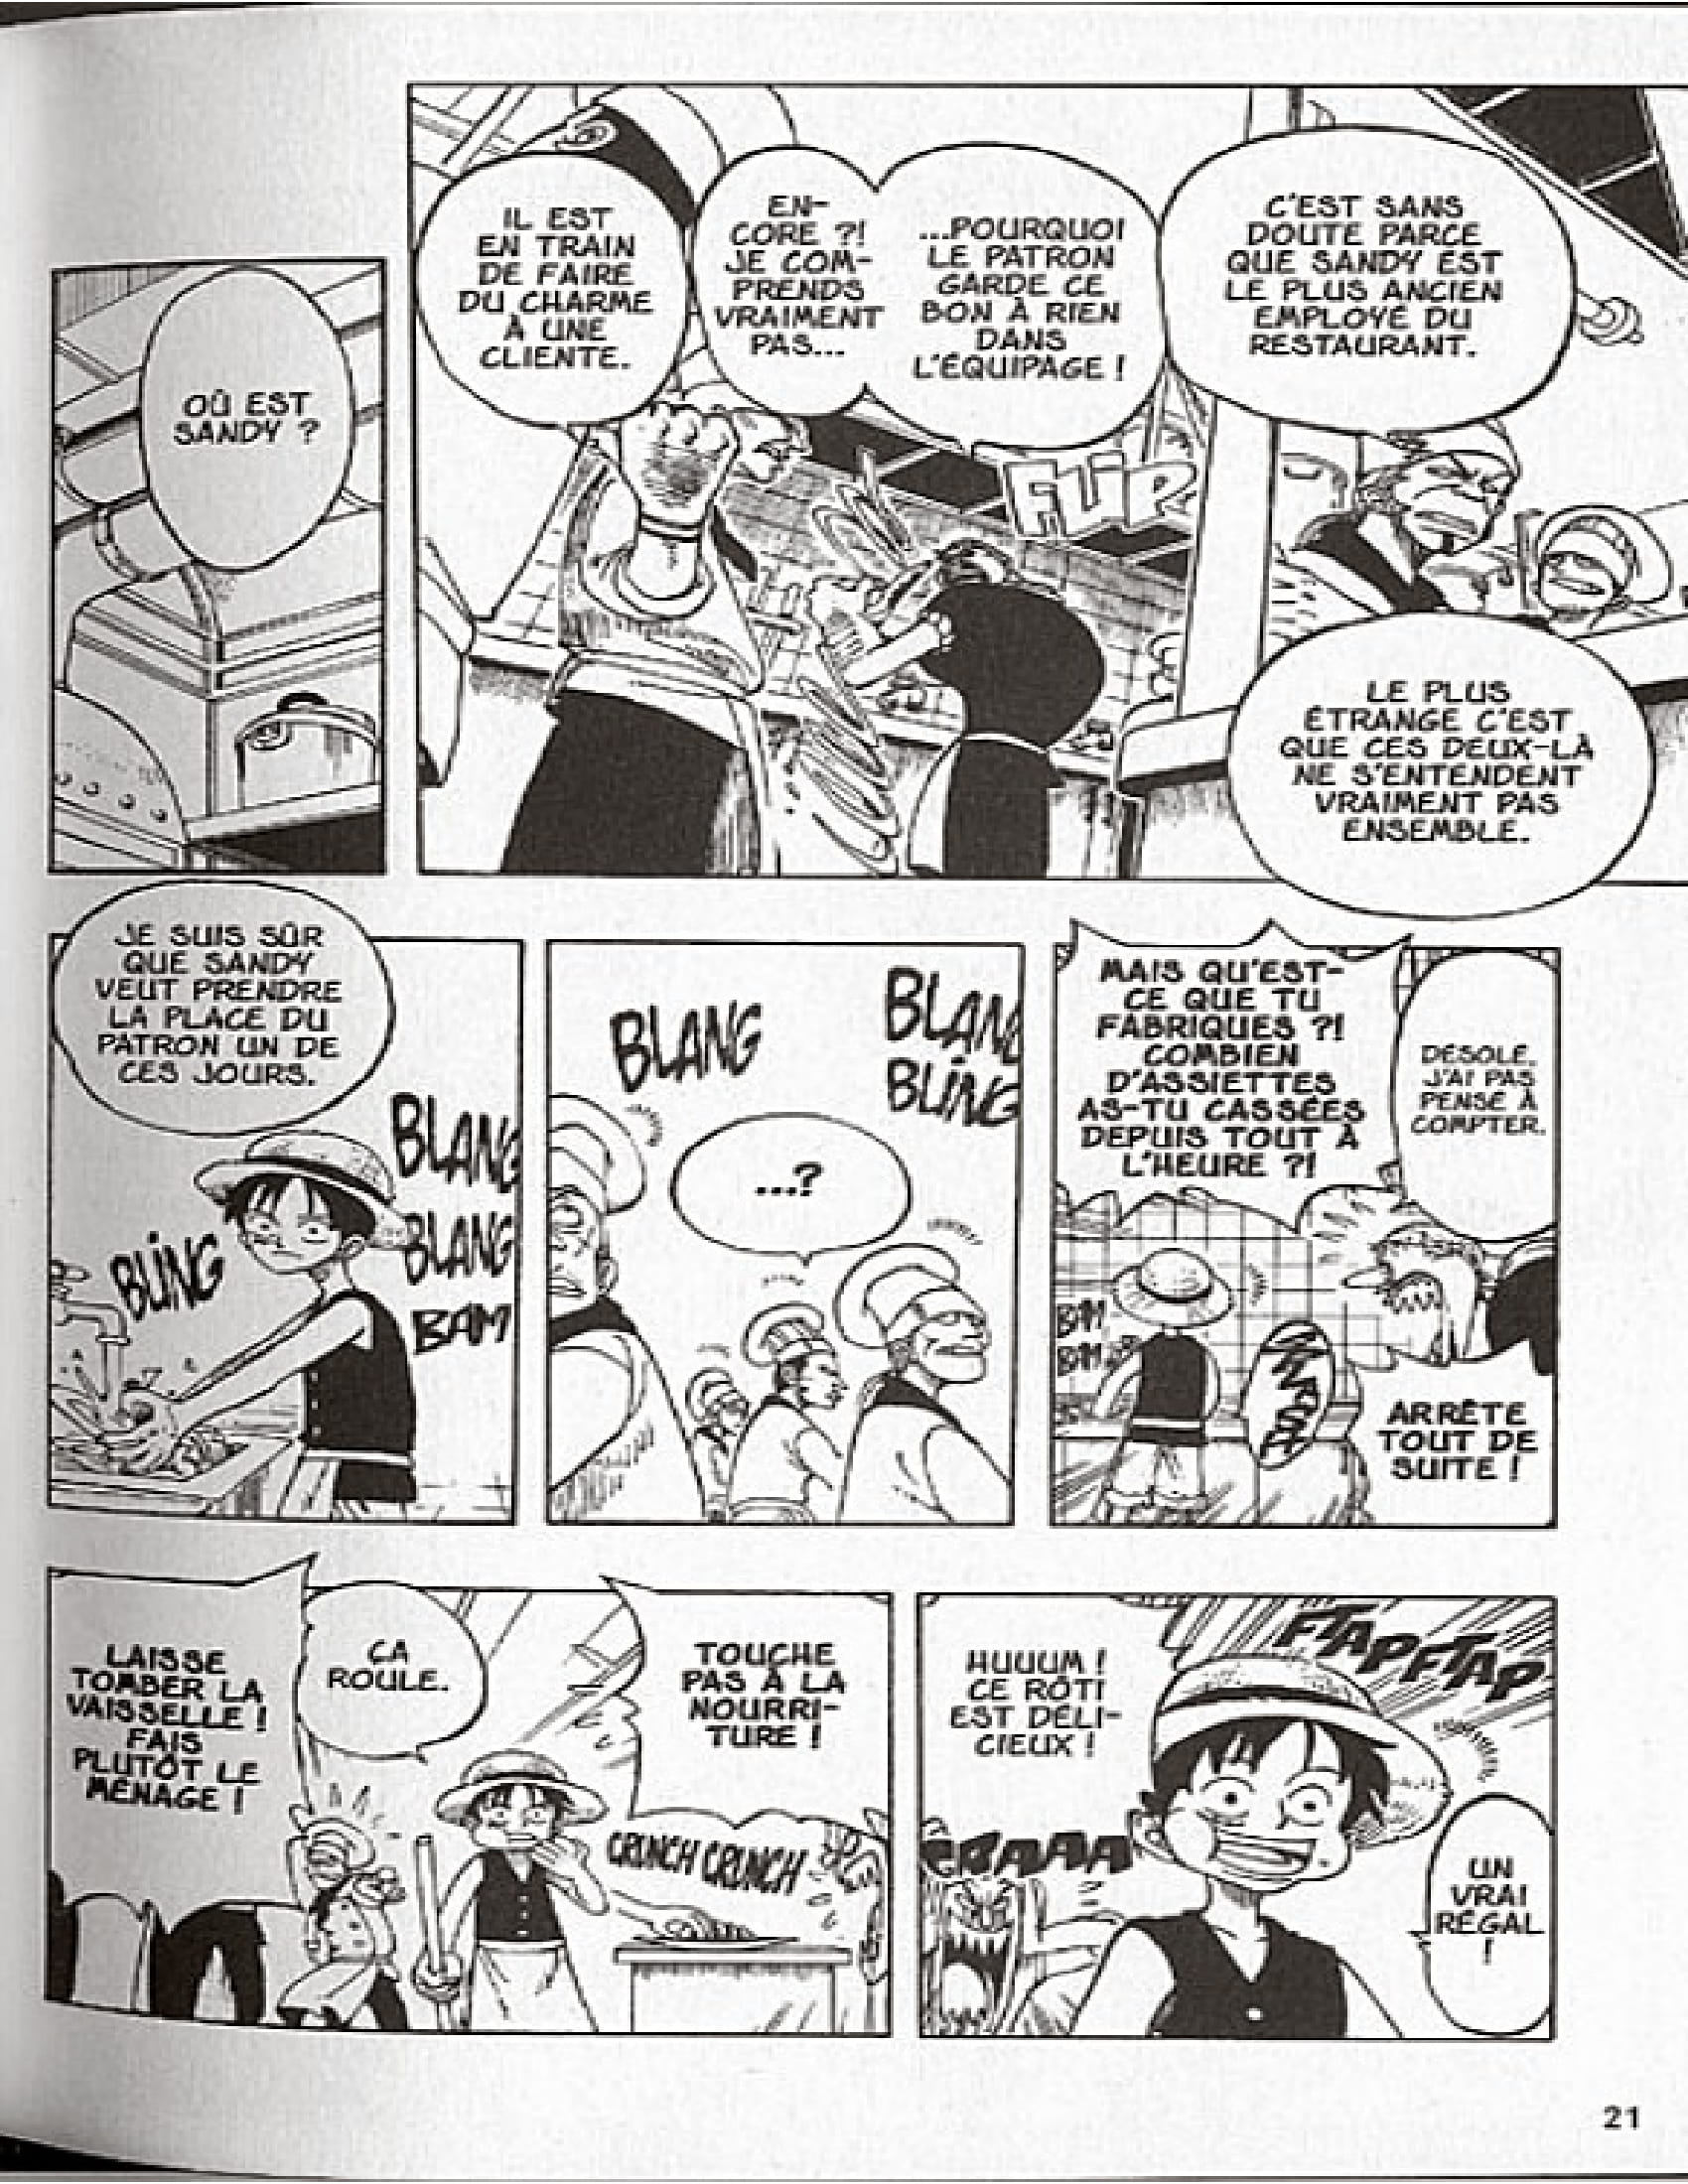 OÙ EST
SANDY ?
IL EST
EN TRAIN
DE FAIRE
DU CHARME
À UNE
CLIENTE.
EN-
CORE ?!
JE COM-
PRENDS
VRAIMENT
PAS...
...POURQUOI
LE PATRON
GARDE CE
BON À RIEN
DANS
L'ÉQUIPAGE !
C'EST SANS
DOUTE PARCE
QUE SANDY EST
LE PLUS ANCIEN
EMPLOYÉ DU
RESTAURANT.
FÜR
LE PLUS
ÉTRANGE C'EST
QUE CES DEUX-LÀ
NE S'ENTENDENT
VRAIMENT PAS
ENSEMBLE.
JE SUIS SÛR
QUE SANDY
VEUT PRENDRE
LA PLACE DU
PATRON UN DE
CES JOURS.
BLANG
BLING
BLANG
BAM
BLANG
BLANG
BLING
...?
MAIS QU'EST-
CE QUE TU
FABRIQUES ?!
COMBIEN
D'ASSIETTES
AS-TU CASSÉES
DEPUIS TOUT À
L'HEURE ?!
DÉSOLÉ.
J'AI PAS
PENSÉ À
COMPTER.
BAM
BAM
ARRÊTE
TOUT DE
SUITE !
LAISSE
TOMBER LA
VAISSELLE !
FAIS
PLUTÔT LE
MÉNAGE !
ÇA
ROULE.
TOUCHE
PAS À LA
NOURRI-
TURE !
CRUNCH CRUNCH
HUUUM !
CE RÔTI
EST DÉLI-
CIEUX !
FTAPFTAP
CRAAAA
UN
VRAI
RÉGAL
!
21